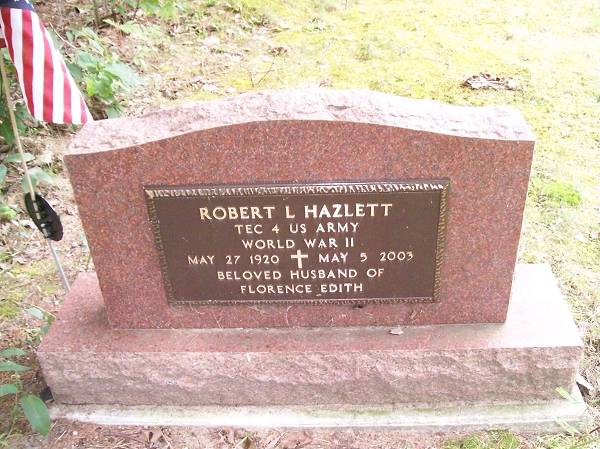 ROBERT L HAZLETT
TEC 4 US ARMY
WORLD WAR II
MAY 27 1920 ✝ MAY 5 2003
BELOVED HUSBAND OF
FLORENCE EDITH